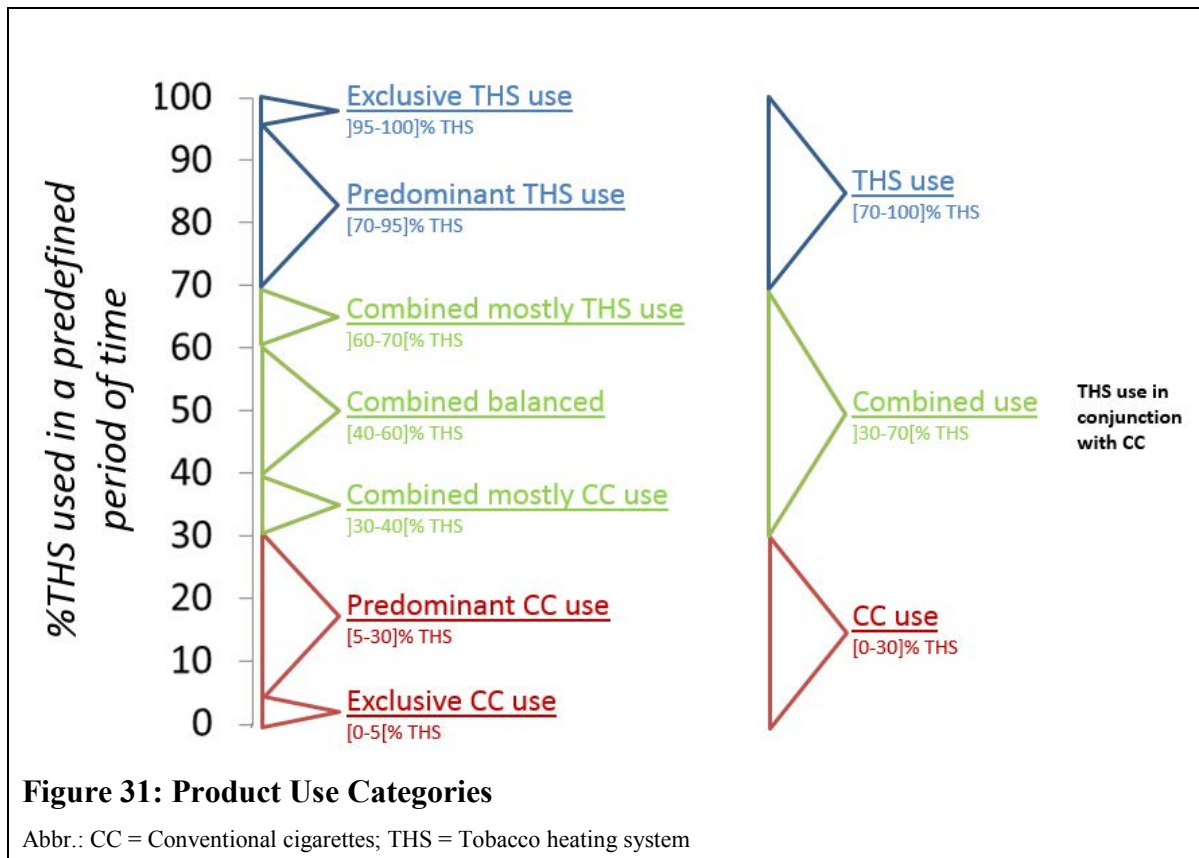 %THS used in a predefined
period of time
100
90
80
70
60
50
40
30
20
10
0
Exclusive THS use
]95-100]% THS
Predominant THS use
[70-95]% THS
Combined mostly THS use
]60-70[% THS
Combined balanced
[40-60]% THS
Combined mostly CC use
]30-40[% THS
Predominant CC use
[5-30]% THS
Exclusive CC use
[0-5[% THS
THS use
[70-100]% THS
Combined use
]30-70[% THS
CC use
[0-30]% THS
THS use in
conjunction
with CC
Figure 31: Product Use Categories
Abbr.: CC = Conventional cigarettes; THS = Tobacco heating system